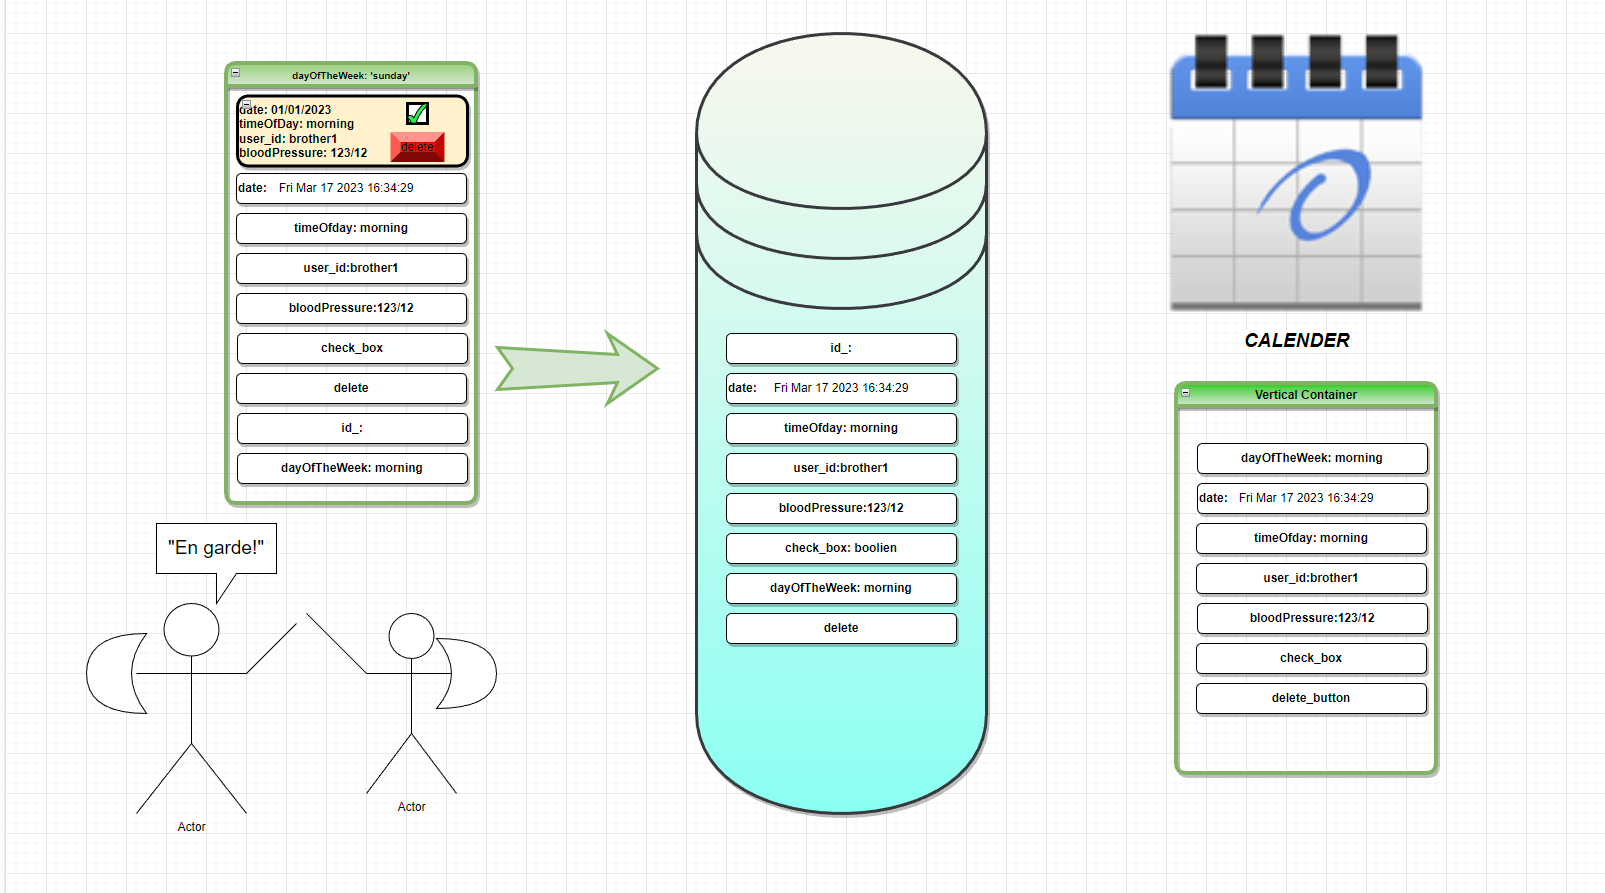 dayOfTheWeek: 'sunday'
date: 01/01/2023
timeOfDay: morning
user_id: brother1
bloodPressure: 123/12
delete
date: Fri Mar 17 2023 16:34:29
timeOfday: morning
user_id:brother1
bloodPressure:123/12
check_box
delete
id_:
dayOfTheWeek: morning
"En garde!"
Actor
Actor
id_:
date: Fri Mar 17 2023 16:34:29
timeOfday: morning
user_id:brother1
bloodPressure:123/12
check_box: boolien
dayOfTheWeek: morning
delete
CALENDER
Vertical Container
dayOfTheWeek: morning
date: Fri Mar 17 2023 16:34:29
timeOfday: morning
user_id:brother1
bloodPressure:123/12
check_box
delete_button